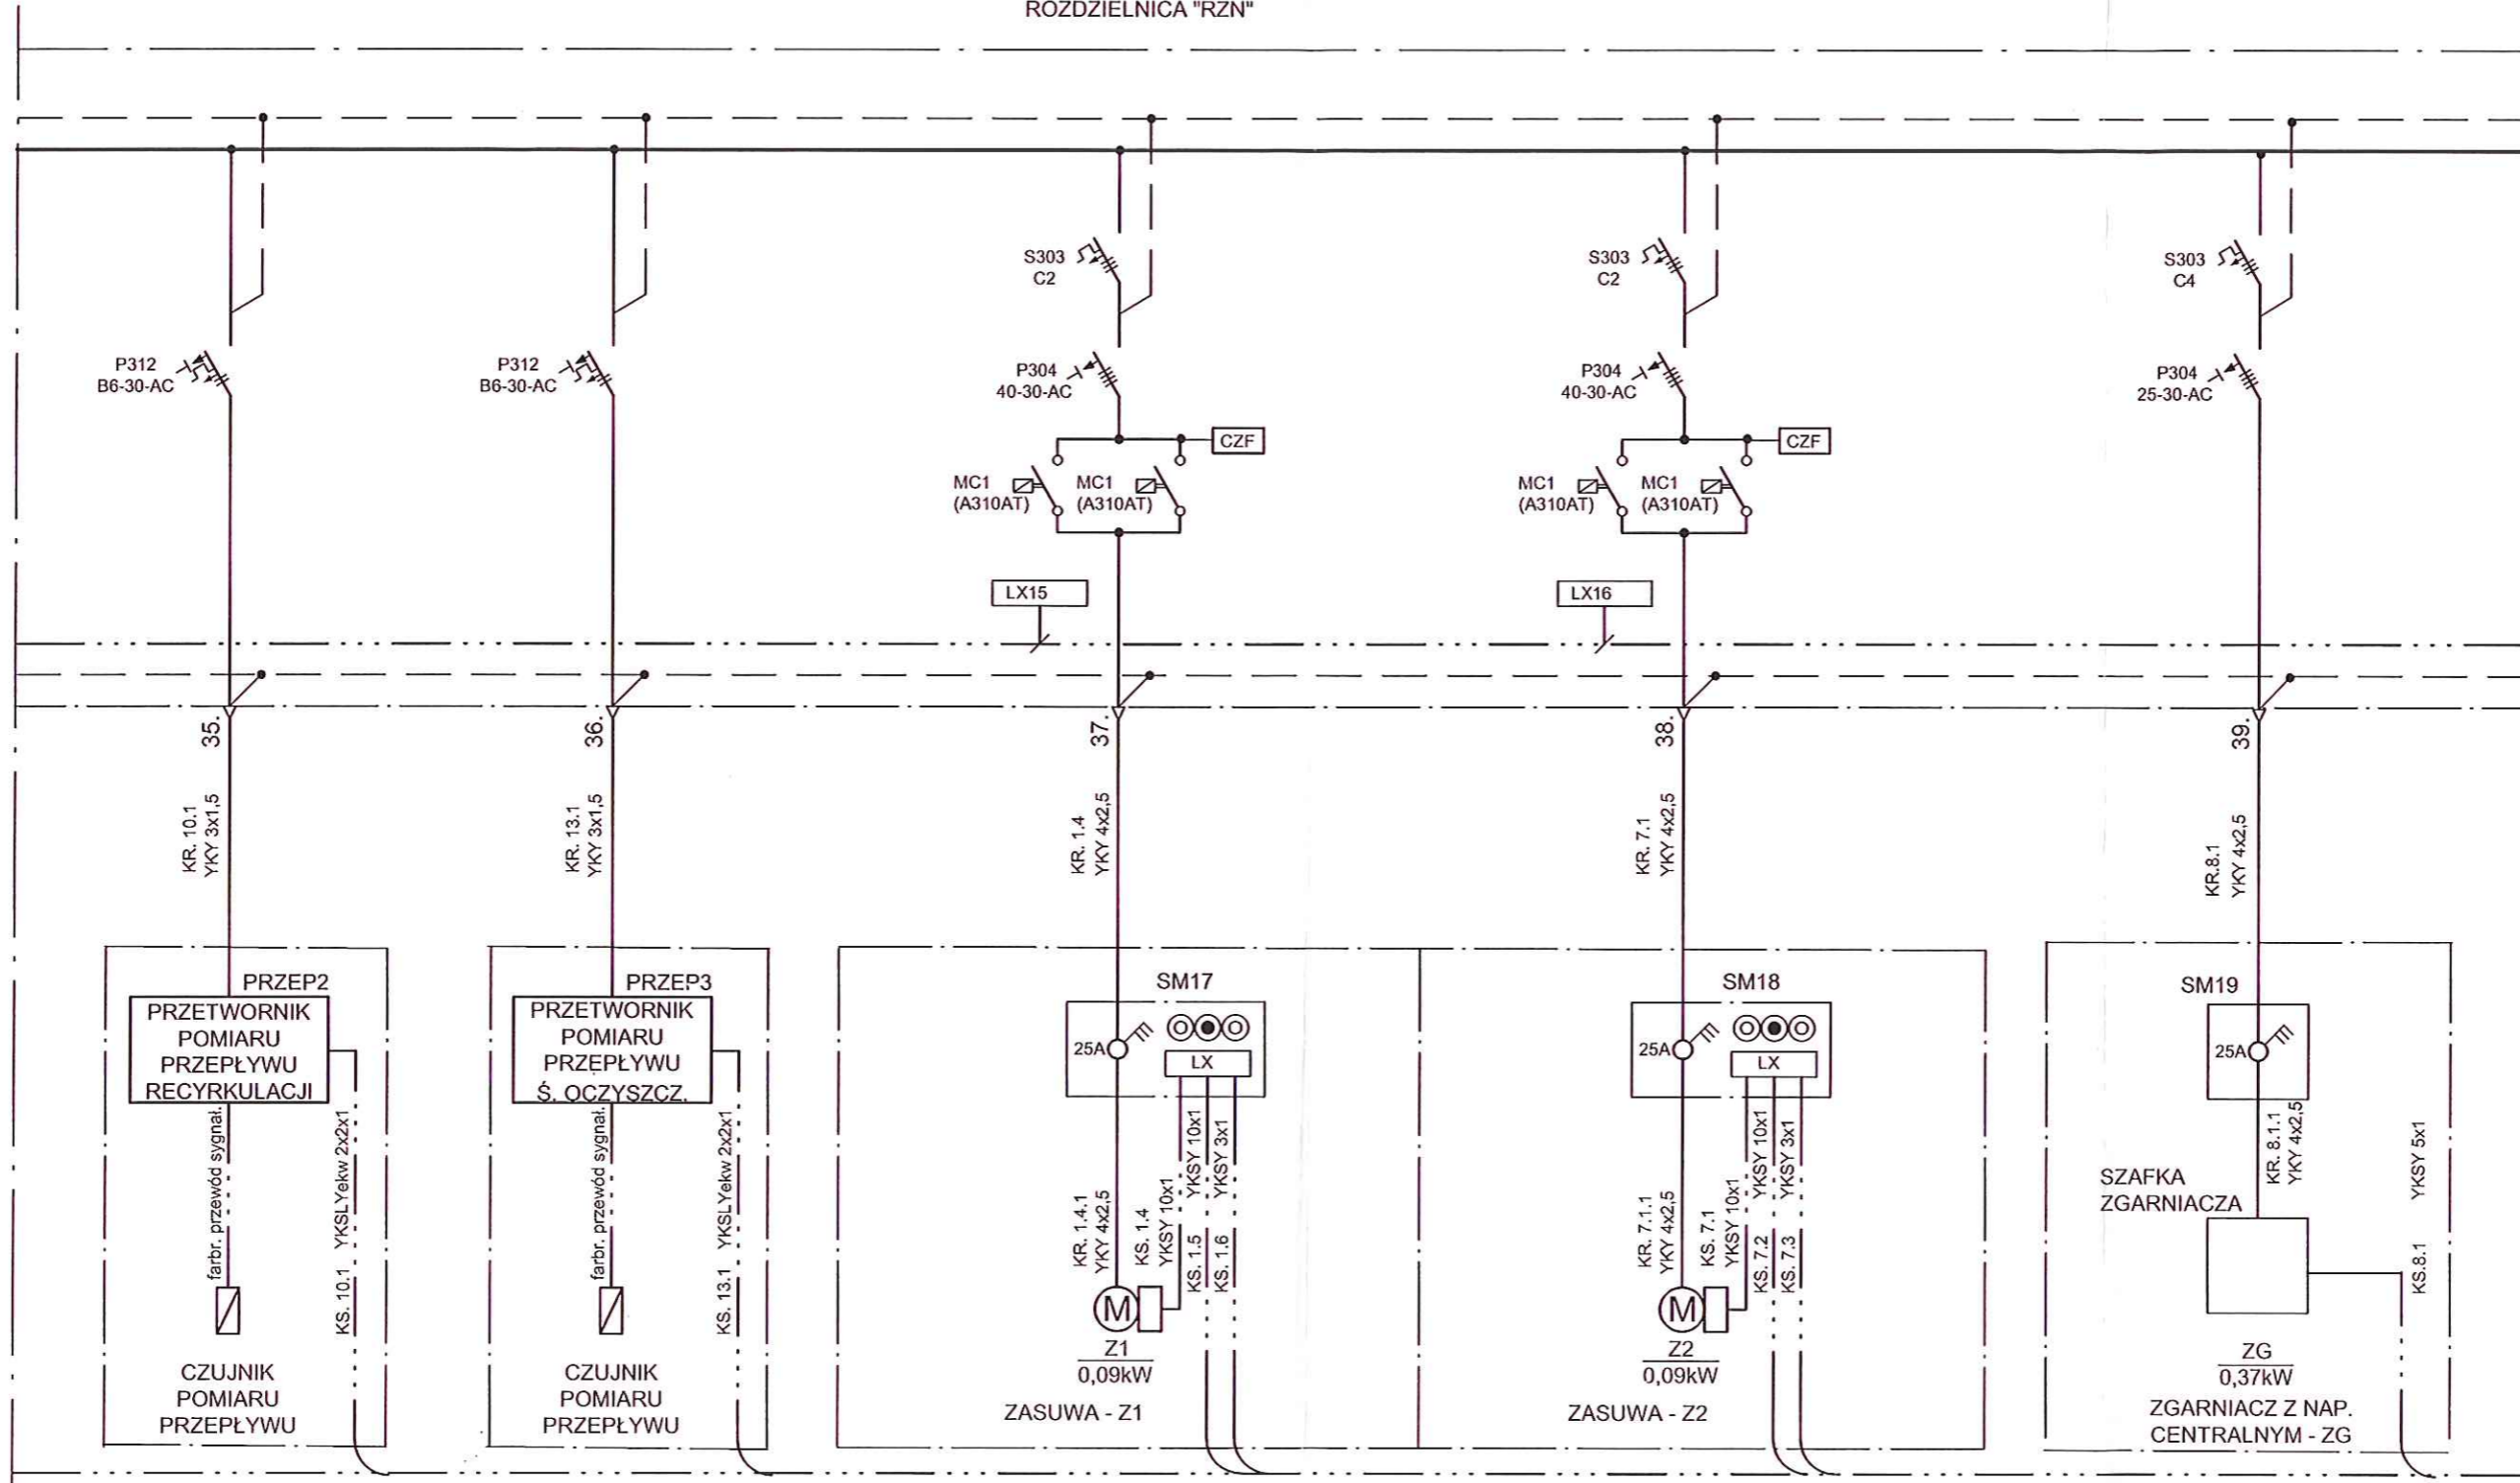 ROZDZIELNICA "RZN"
P312
B6-30-AC
P312
B6-30-AC
S303
C2
P304
40-30-AC
CZF
MC1
(A310AT)
MC1
(A310AT)
LX15
S303
C2
P304
40-30-AC
CZF
MC1
(A310AT)
MC1
(A310AT)
LX16
S303
C4
P304
25-30-AC
35.
36.
37.
38.
39.
KR. 10.1
YKY 3x1,5
KR. 13.1
YKY 3x1,5
KR. 1.4
YKY 4x2,5
KR. 7.1
YKY 4x2,5
KR.8.1
YKY 4x2,5
PRZEP2
PRZETWORNIK
POMIARU
PRZEPŁYWU
RECYRKULACJI
farbr. przewód sygnał.
KS. 10.1 YKSLYekw 2x2x1
CZUJNIK
POMIARU
PRZEPŁYWU
PRZEP3
PRZETWORNIK
POMIARU
PRZEPŁYWU
Ś. OCZYSZCZ.
farbr. przewód sygnał.
KS. 13.1 YKSLYekw 2x2x1
CZUJNIK
POMIARU
PRZEPŁYWU
SM17
25A
LX
KR. 1.4.1
YKY 4x2,5
KS. 1.4
YKSY 10x1
KS. 1.5 YKSY 10x1
KS. 1.6 YKSY 3x1
M
Z1
0,09kW
ZASUWA - Z1
SM18
25A
LX
KR. 7.1.1
YKY 4x2,5
KS. 7.1
YKSY 10x1
KS. 7.2 YKSY 10x1
KS. 7.3 YKSY 3x1
M
Z2
0,09kW
ZASUWA - Z2
SM19
25A
KR. 8.1.1
YKY 4x2,5
SZAFKA
ZGARNIACZA
KS.8.1 YKSY 5x1
ZG
0,37kW
ZGARNIACZ Z NAP.
CENTRALNYM - ZG